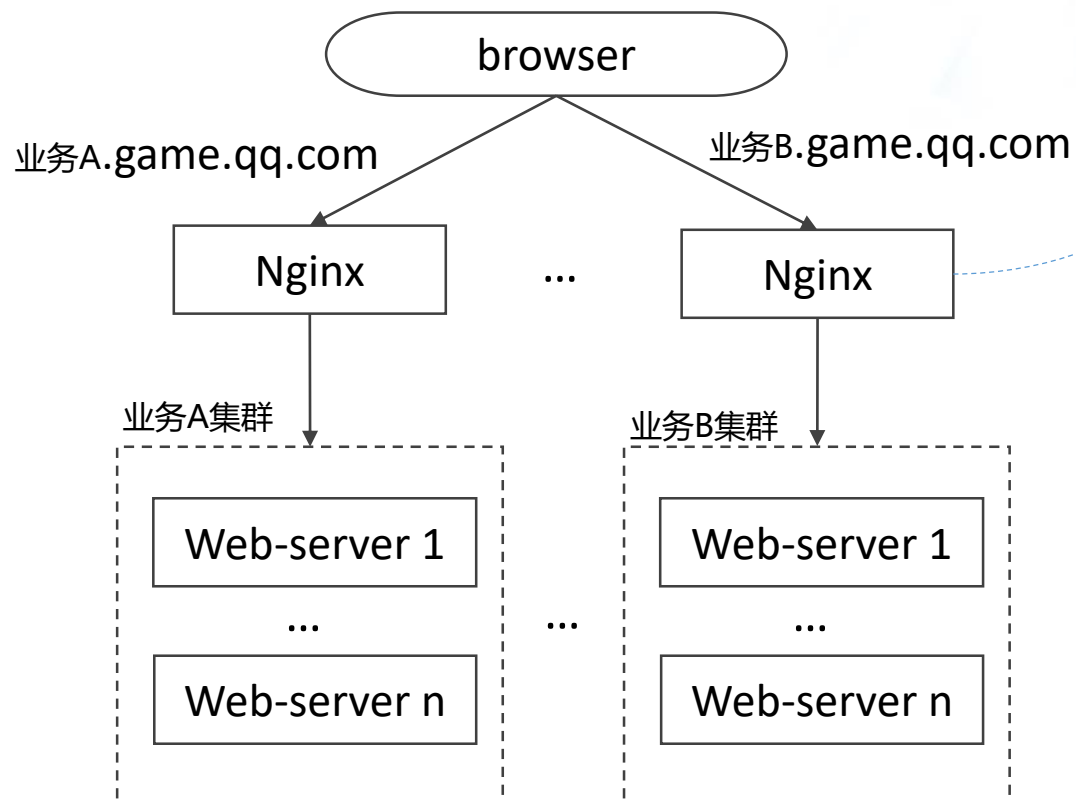 browser
业务A.game.qq.com
业务B.game.qq.com
Nginx
...
Nginx
业务A集群
业务B集群
Web-server 1
Web-server 1
...
...
...
Web-server n
Web-server n